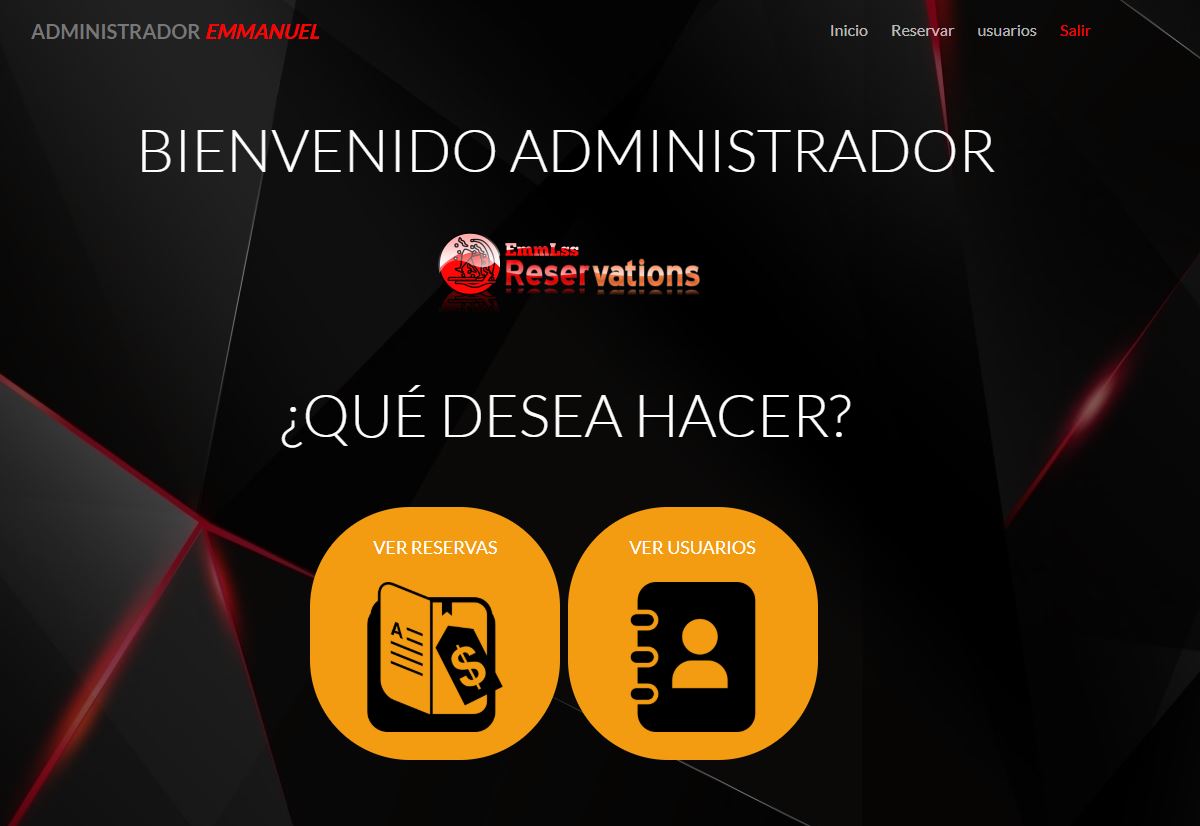 ADMINISTRADOR EMMANUEL
Inicio Reservar usuarios Salir
BIENVENIDO ADMINISTRADOR
EmmLss
Reservations
¿QUÉ DESEA HACER?
VER RESERVAS
A
$
VER USUARIOS